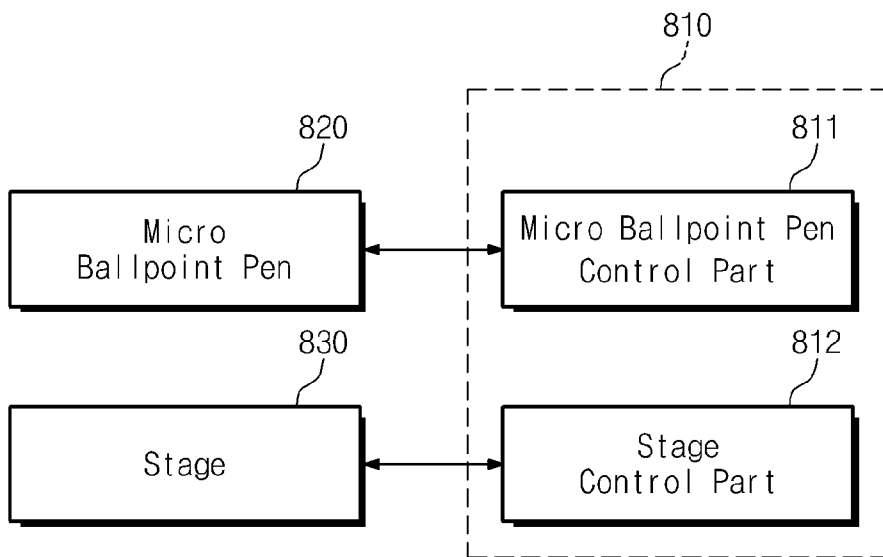 810
820
811
Micro
Ballpoint Pen
Micro Ballpoint Pen
Control Part
830
812
Stage
Stage
Control Part